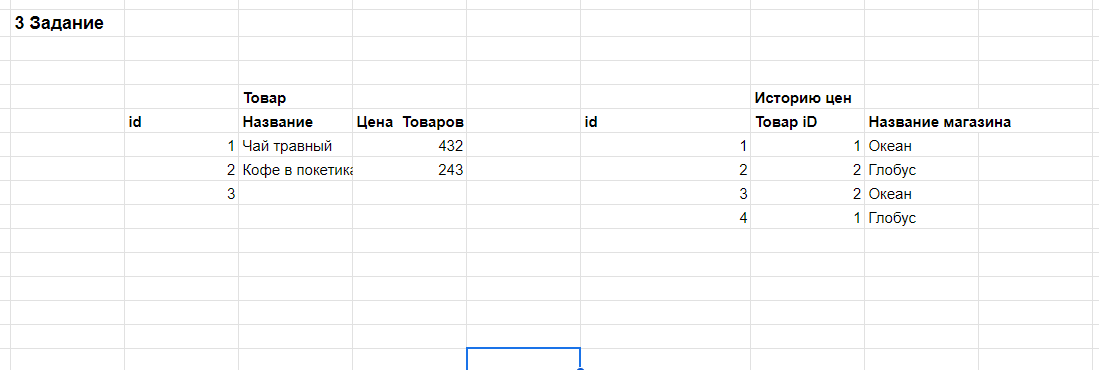 3 Задание
Товар Историю цен
id Название Цена Товаров id Товар iD Название магазина
1 Чай травный 432 1 1 Океан
2 Кофе в покетика 243 2 2 Глобус
3 3 2 Океан
4 1 Глобус